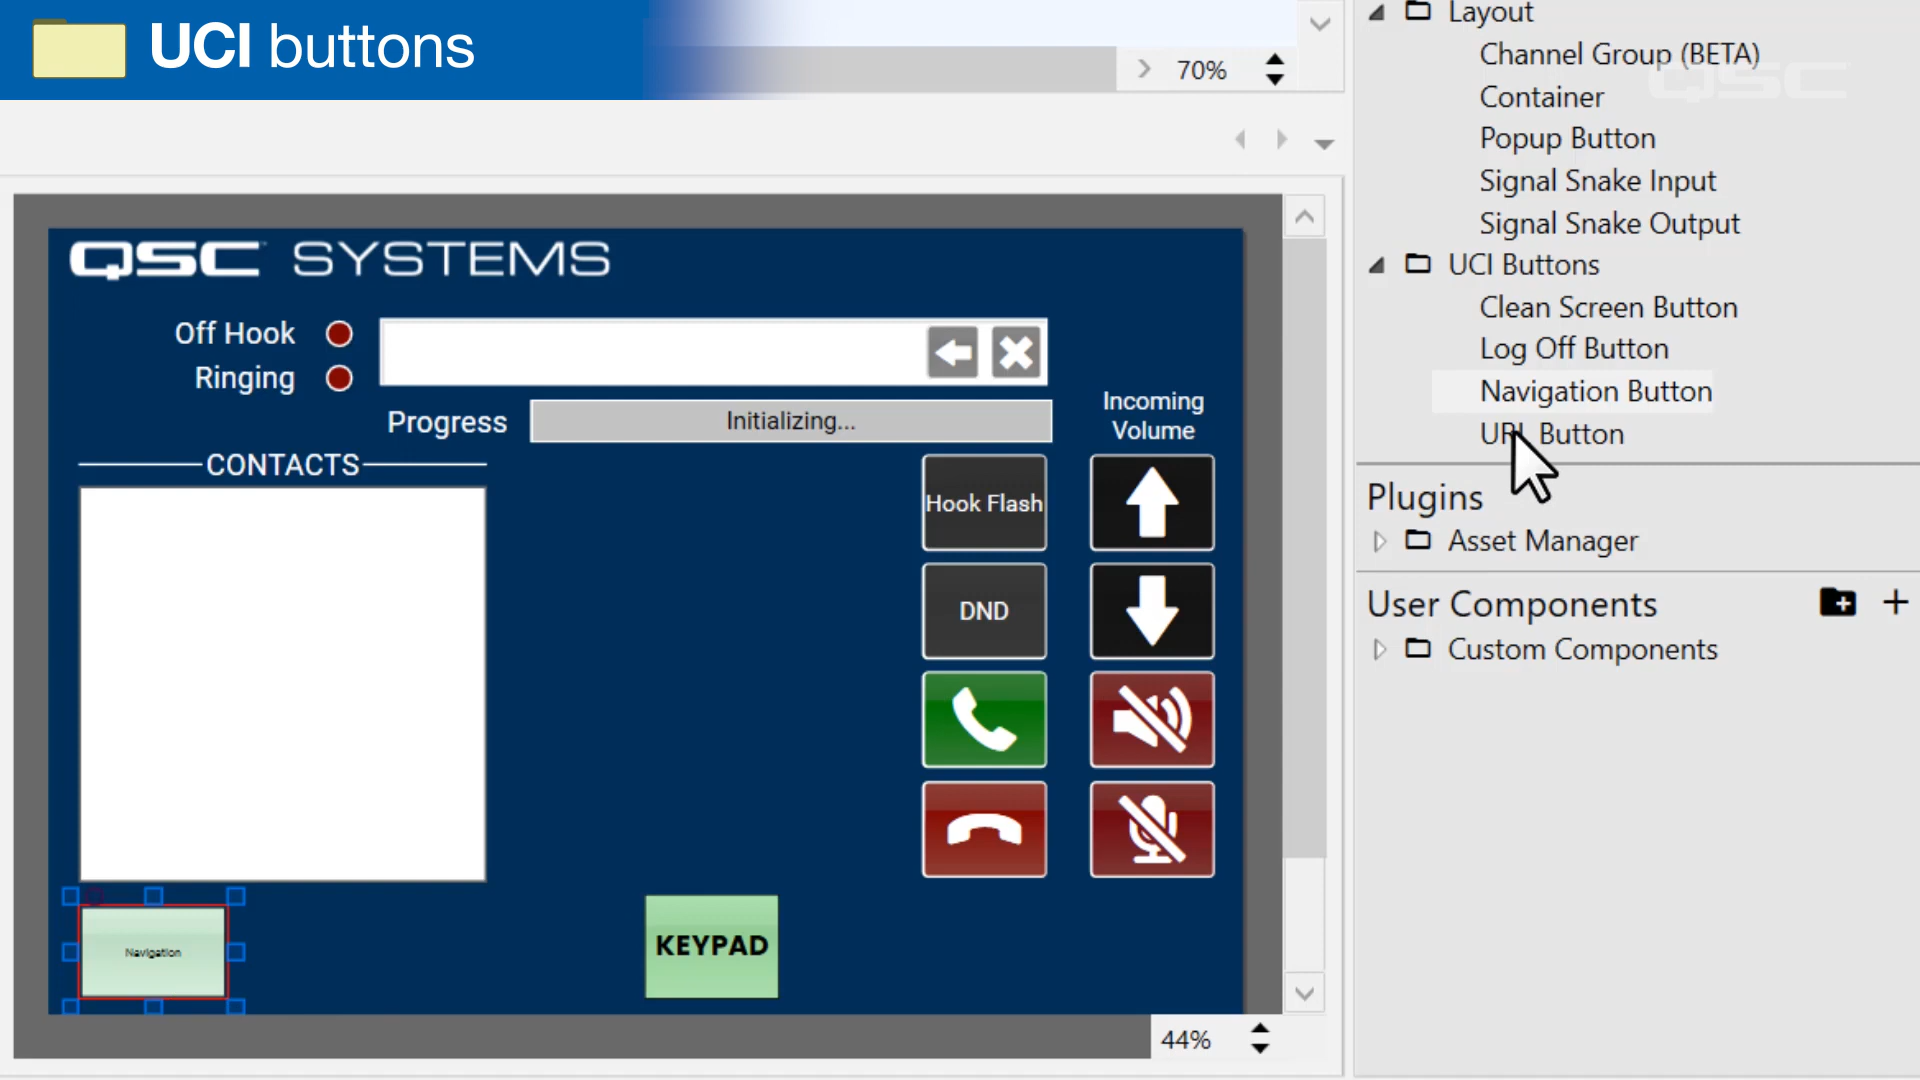 UCI buttons
70%
QSC
QSC SYSTEMS
Off Hook
Ringing
Progress
Initializing...
Incoming
Volume
CONTACTS
Hook Flash
DND
Navigation
KEYPAD
44%
Layout
Channel Group (BETA)
Container
Popup Button
Signal Snake Input
Signal Snake Output
UCI Buttons
Clean Screen Button
Log Off Button
Navigation Button
URL Button
Plugins
Asset Manager
User Components
Custom Components